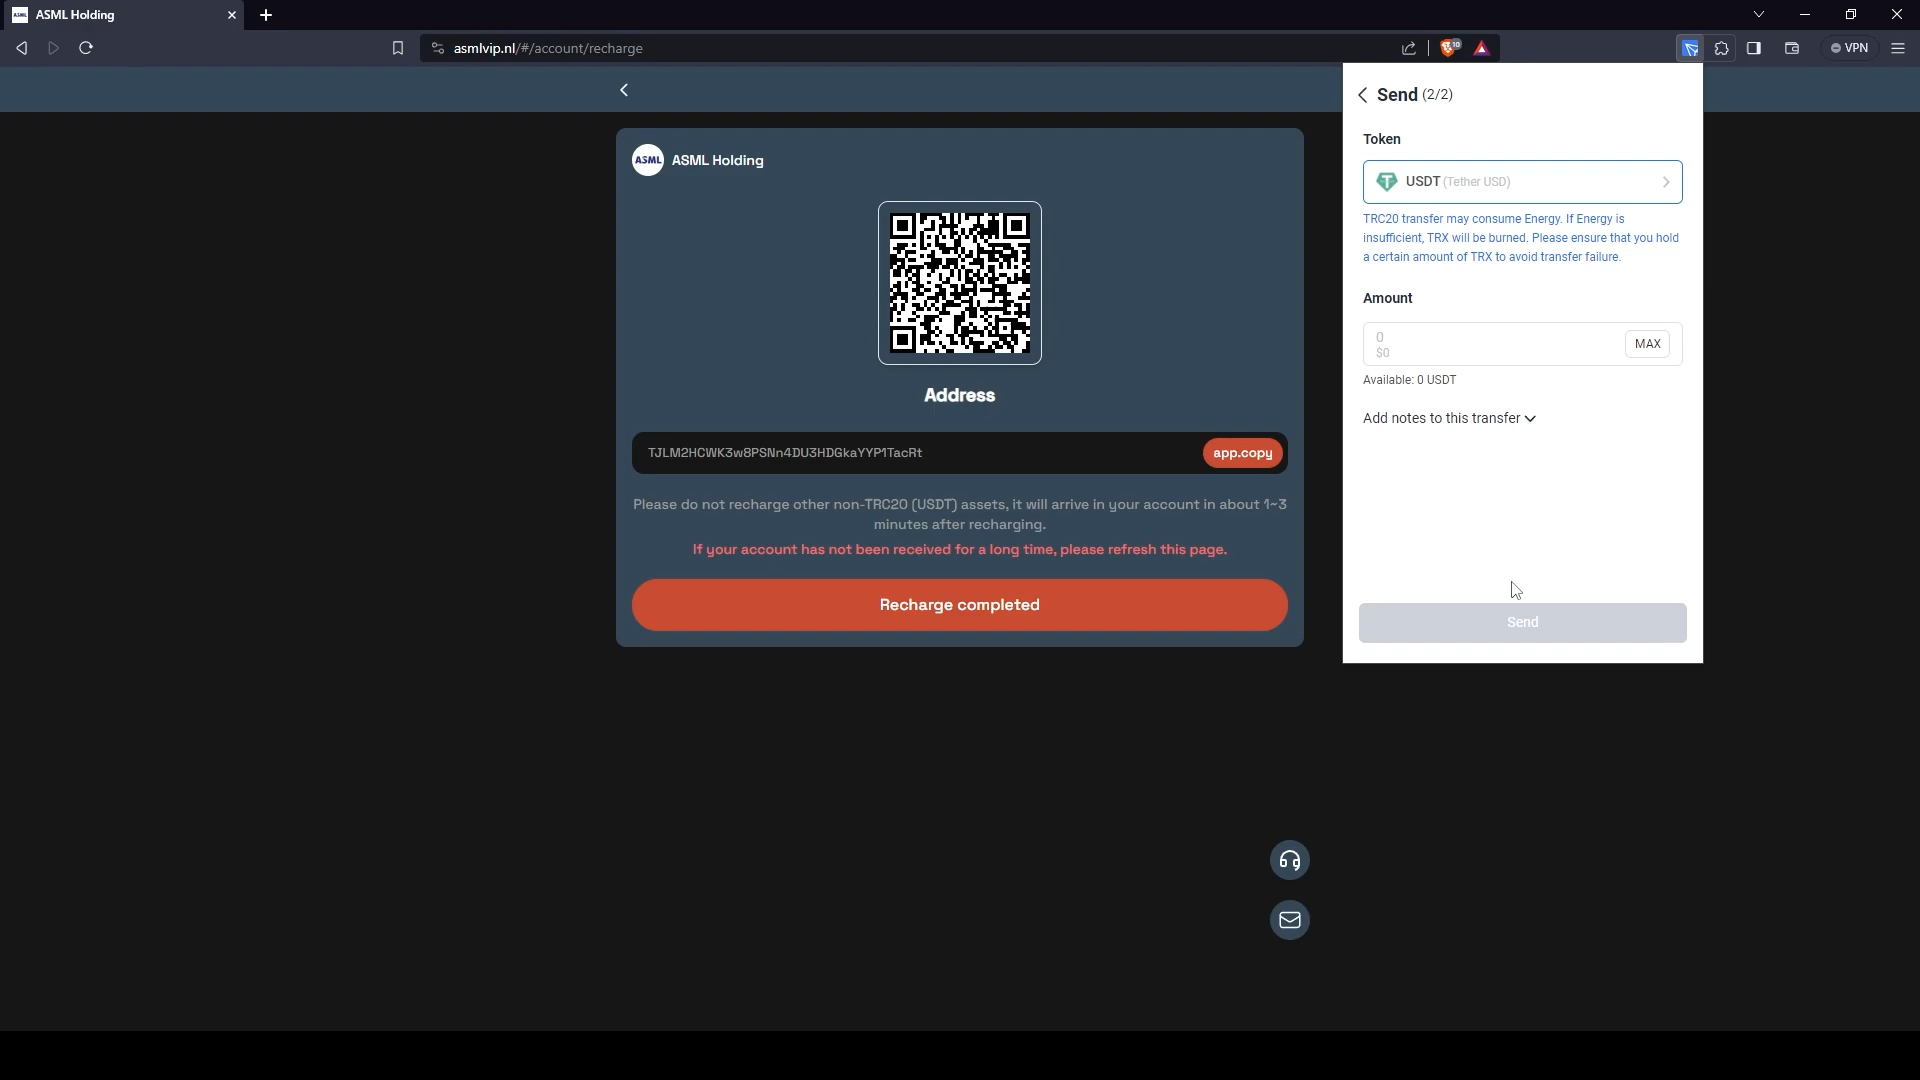 ASML
ASML Holding
asmlvip.nl/#/account/recharge
10
VPN
ASML
ASML Holding
Address
TJLM2HCWK3w8PSNn4DU3HDGkaYYP1TacRt
app.copy
Please do not recharge other non-TRC20 (USDT) assets, it will arrive in your account in about 1~3
minutes after recharging.
If your account has not been received for a long time, please refresh this page.
Recharge completed
Send (2/2)
Token
USDT (Tether USD)
TRC20 transfer may consume Energy. If Energy is
insufficient, TRX will be burned. Please ensure that you hold
a certain amount of TRX to avoid transfer failure.
Amount
0
$0
MAX
Available: 0 USDT
Add notes to this transfer
Send